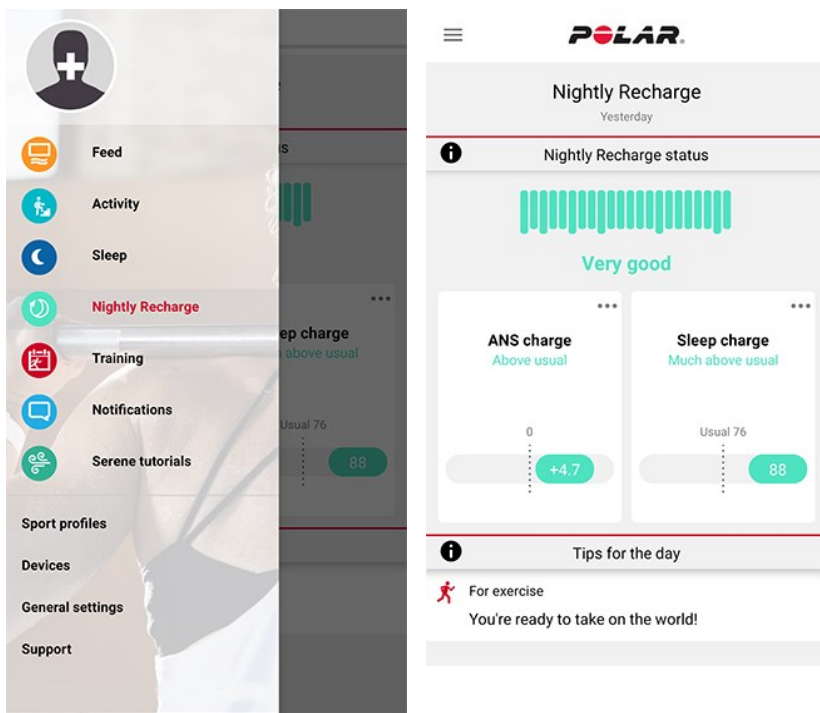 Feed
Activity
Sleep
Nightly Recharge
Training
Notifications
Serene tutorials
Sport profiles
Devices
General settings
Support
s
ep charge
above usual
Usual 76
88
POLAR.
Nightly Recharge
Yesterday
Nightly Recharge status
Very good
ANS charge
Above usual
0
+4.7
Sleep charge
Much above usual
Usual 76
88
Tips for the day
For exercise
You're ready to take on the world!